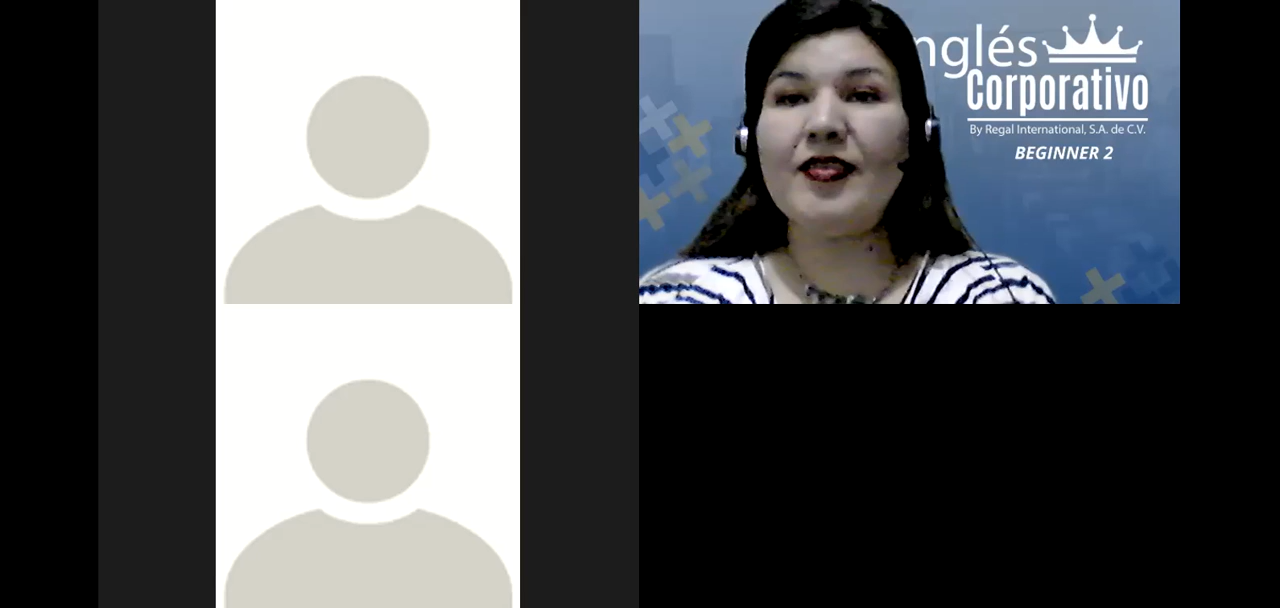 nglés
Corporativo
By Regal International, S.A. de C.V.
BEGINNER 2